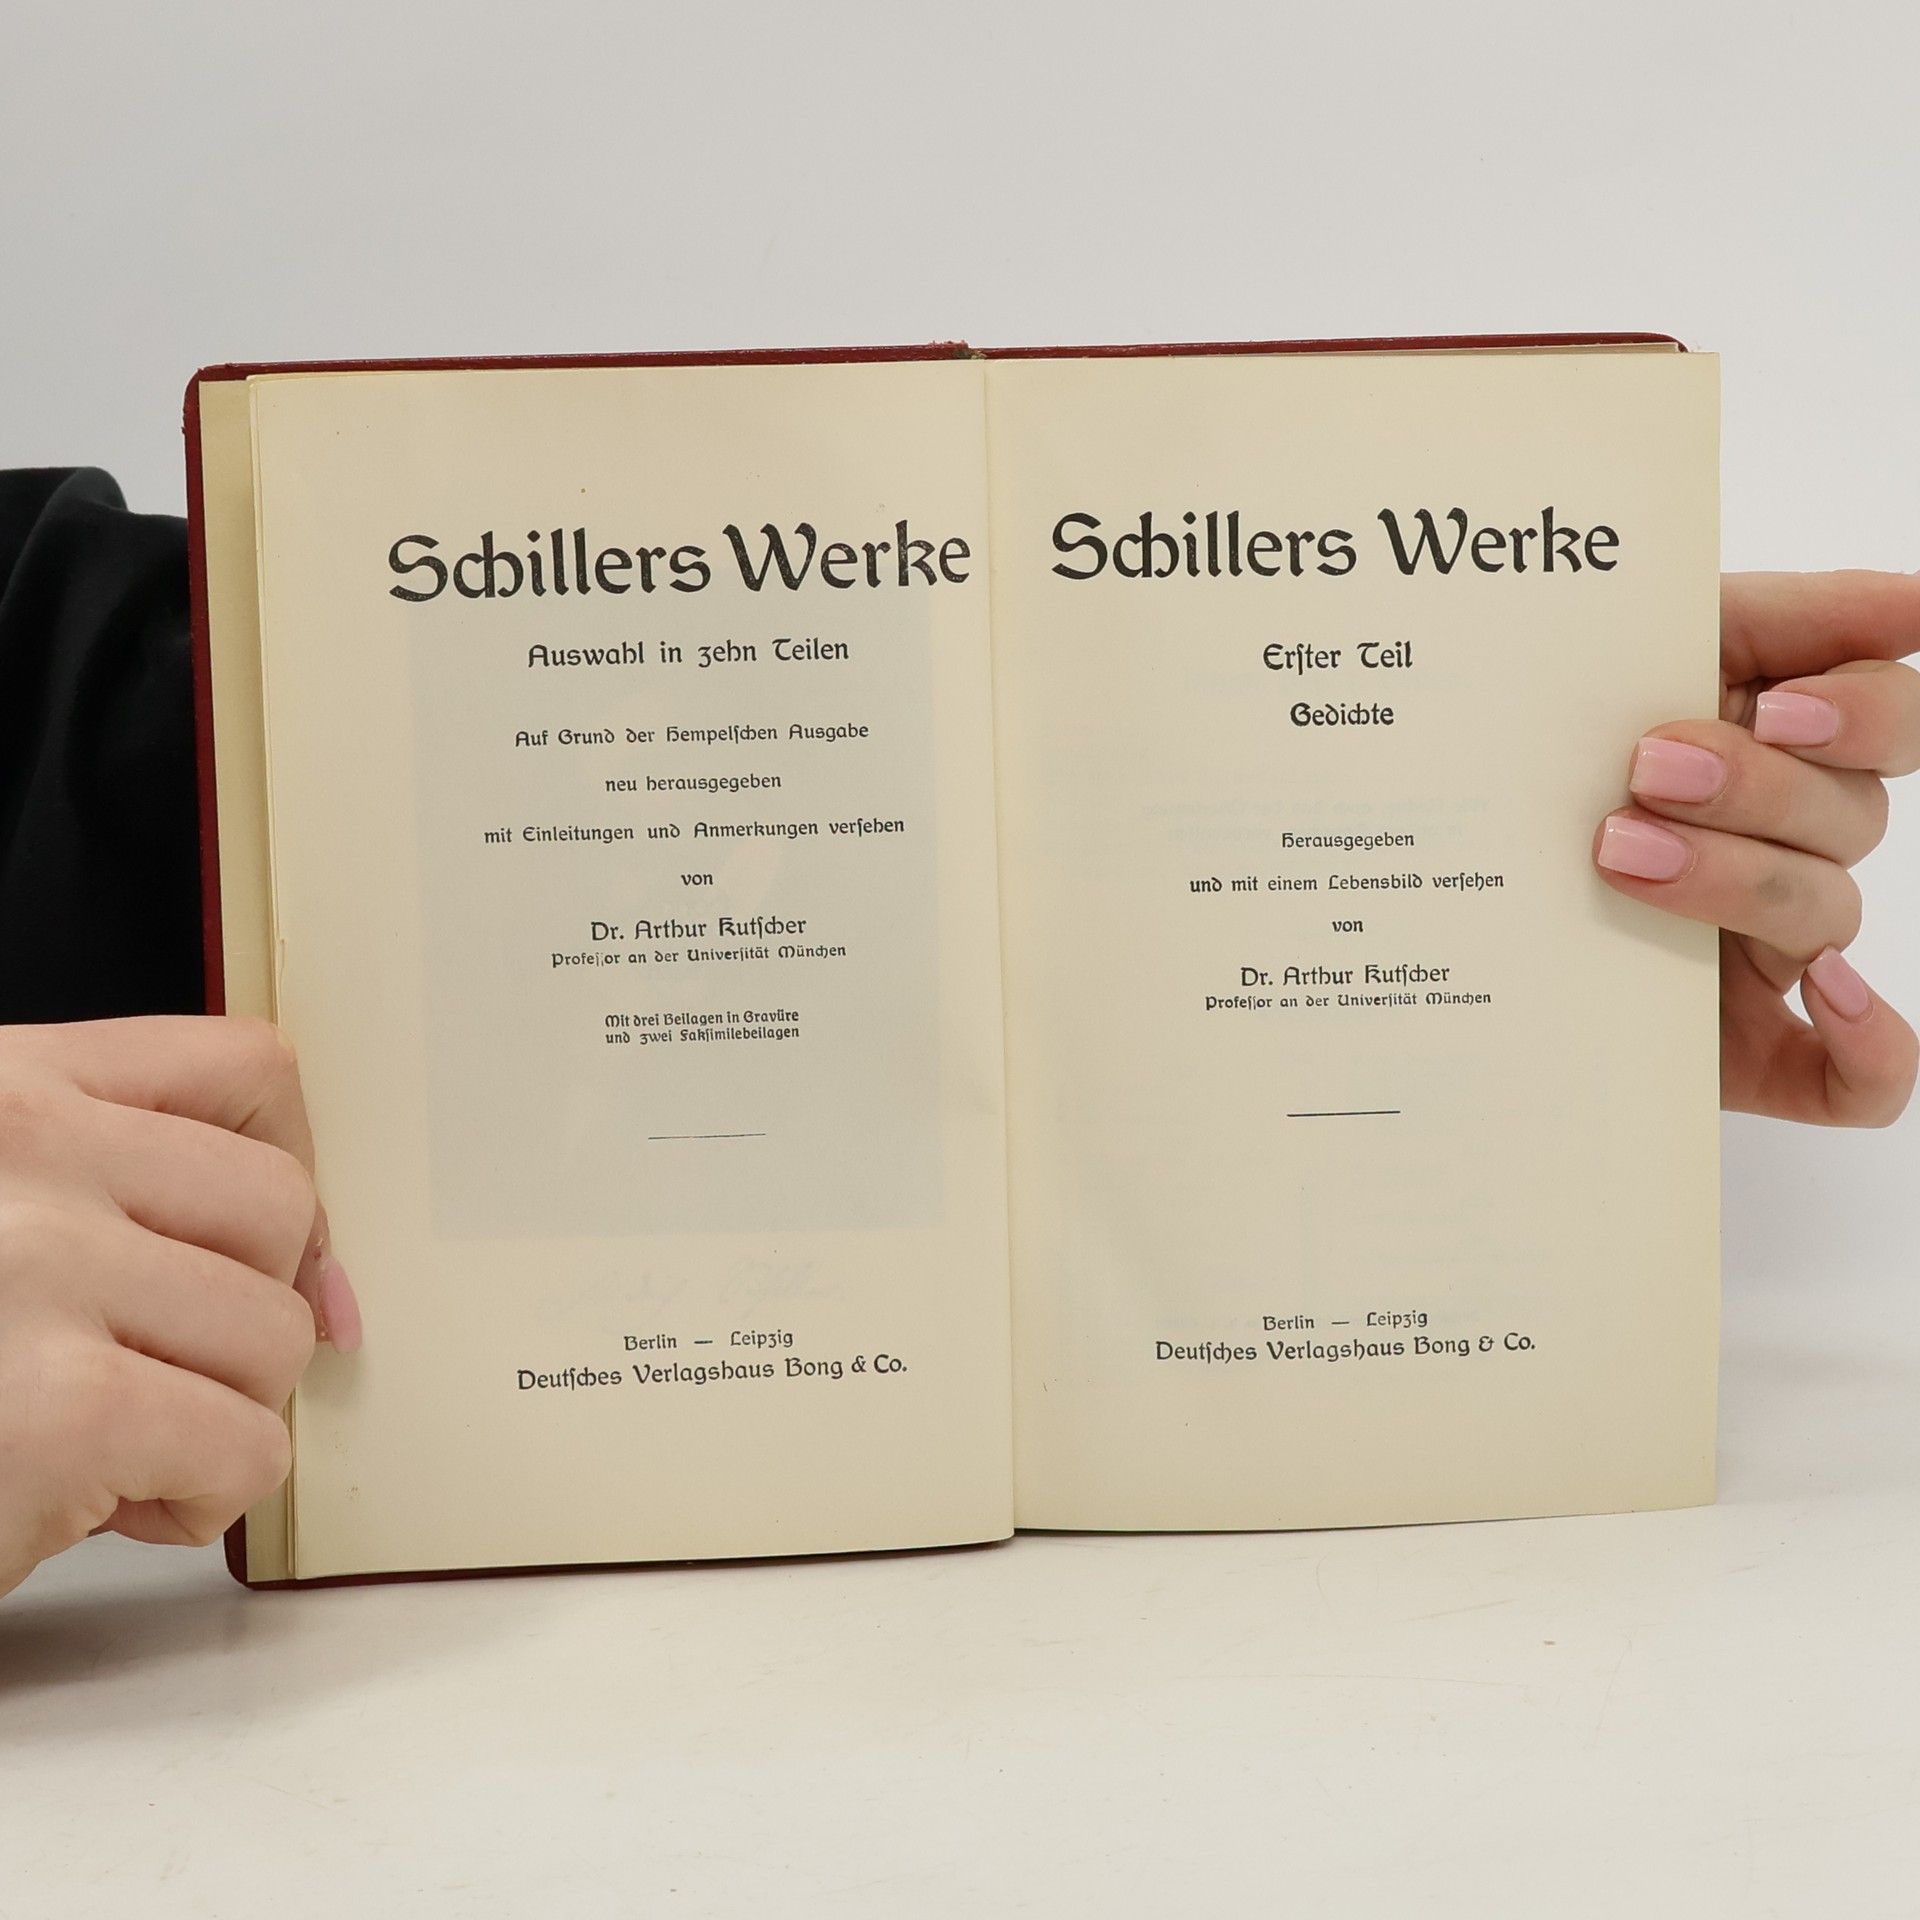 Schillers Werke
Auswahl in zehn Teilen
Auf Grund der Hempelſchen Ausgabe
neu herausgegeben
mit Einleitungen und Anmerkungen verſehen
von
Dr. Arthur Kutſcher
Profeſſor an der Univerſität München
Mit drei Beilagen in Gravüre
und zwei Fakſimilebeilagen
Berlin — Leipzig
Deutſches Verlagshaus Bong & Co.
Schillers Werke
Erſter Teil
Gedichte
Herausgegeben
und mit einem Lebensbild verſehen
von
Dr. Arthur Kutſcher
Profeſſor an der Univerſität München
Berlin — Leipzig
Deutſches Verlagshaus Bong & Co.